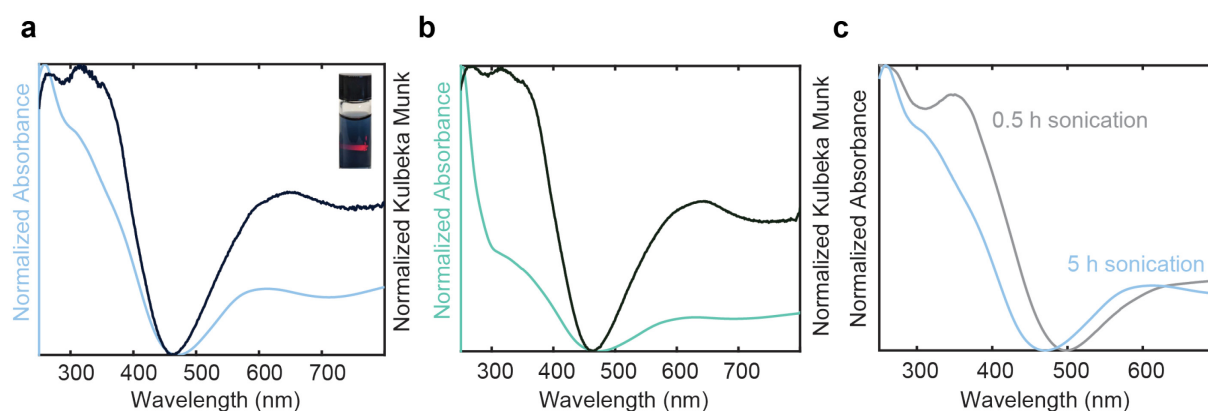 a
Normalized Absorbance
300 400 500 600 700
Wavelength (nm)
Normalized Kulbeka Munk
b
Normalized Absorbance
300 400 500 600 700
Wavelength (nm)
Normalized Kulbeka Munk
c
Normalized Absorbance
0.5 h sonication
5 h sonication
300 400 500 600
Wavelength (nm)